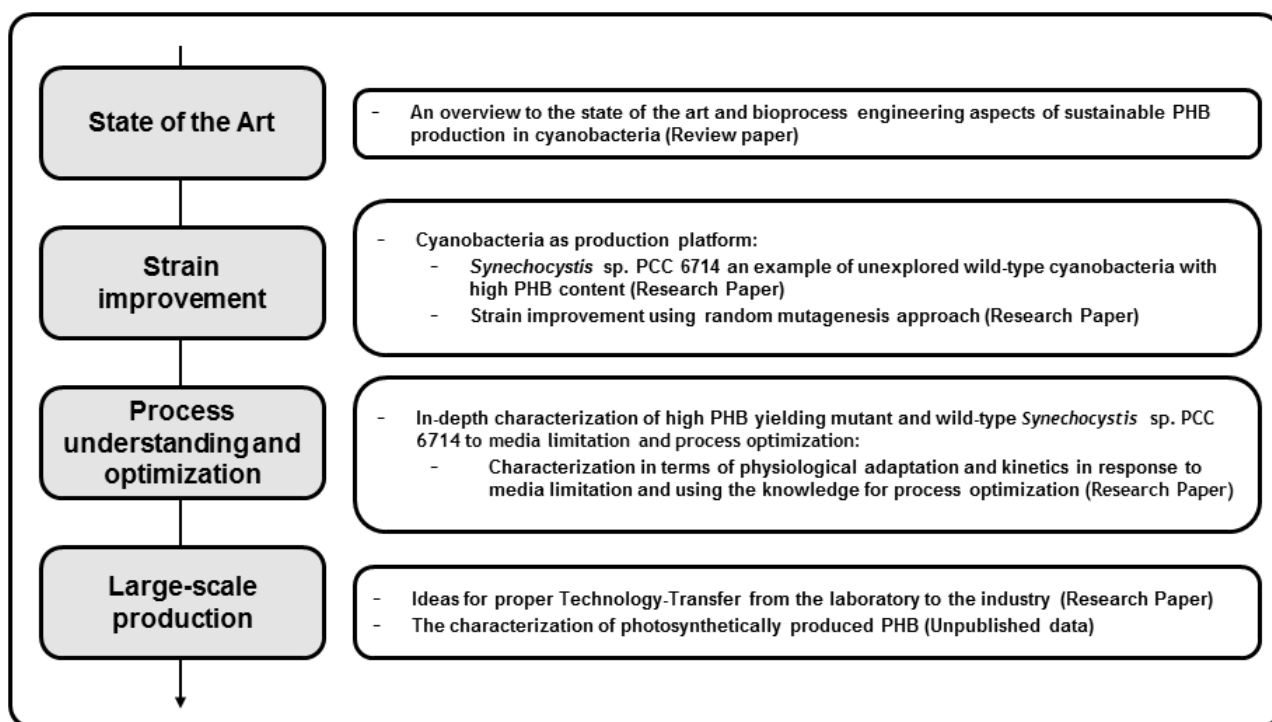 State of the Art
- An overview to the state of the art and bioprocess engineering aspects of sustainable PHB
production in cyanobacteria (Review paper)
Strain
improvement
- Cyanobacteria as production platform:
- Synechocystis sp. PCC 6714 an example of unexplored wild-type cyanobacteria with
high PHB content (Research Paper)
- Strain improvement using random mutagenesis approach (Research Paper)
Process
understanding and
optimization
- In-depth characterization of high PHB yielding mutant and wild-type Synechocystis sp. PCC
6714 to media limitation and process optimization:
- Characterization in terms of physiological adaptation and kinetics in response to
media limitation and using the knowledge for process optimization (Research Paper)
Large-scale
production
- Ideas for proper Technology-Transfer from the laboratory to the industry (Research Paper)
- The characterization of photosynthetically produced PHB (Unpublished data)